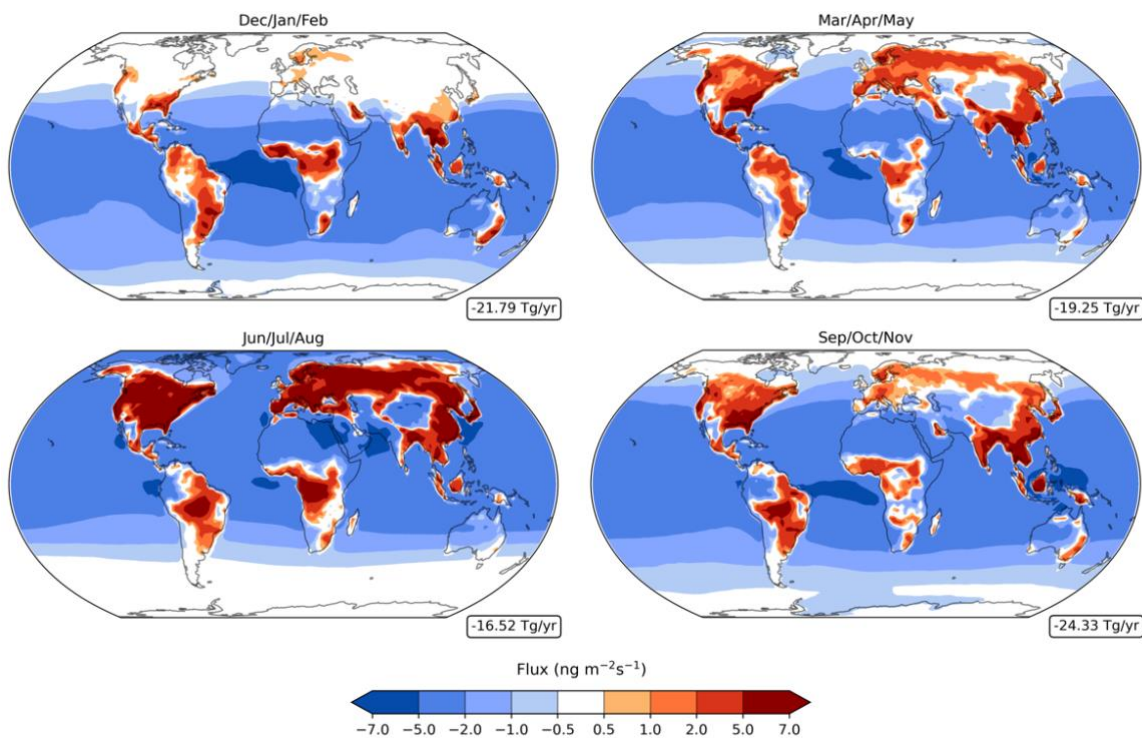 Dec/Jan/Feb
Mar/Apr/May
-21.79 Tg/yr
-19.25 Tg/yr
Jun/Jul/Aug
Sep/Oct/Nov
-16.52 Tg/yr
-24.33 Tg/yr
Flux (ng m⁻²s⁻¹)
−7.0 −5.0 −2.0 −1.0 −0.5 0.5 1.0 2.0 5.0 7.0